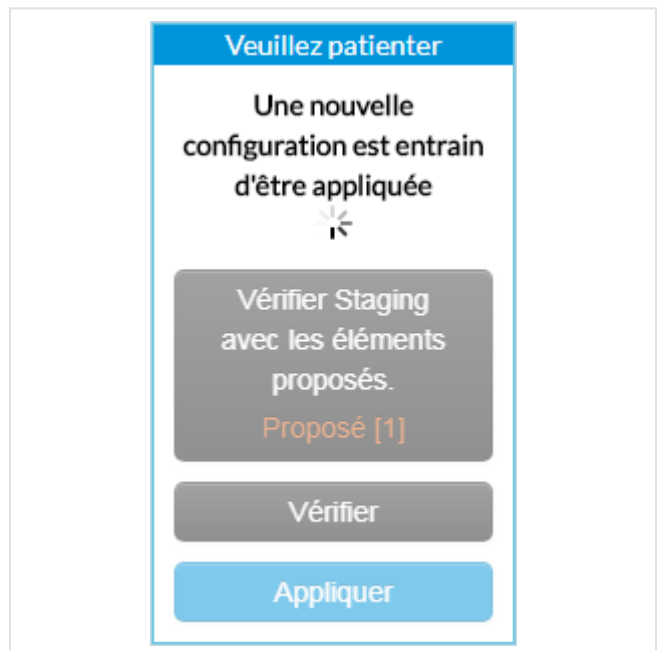 Veuillez patienter
Une nouvelle
configuration est entrain
d'être appliquée
Vérifier Staging
avec les éléments
proposés.
Proposé [1]
Vérifier
Appliquer